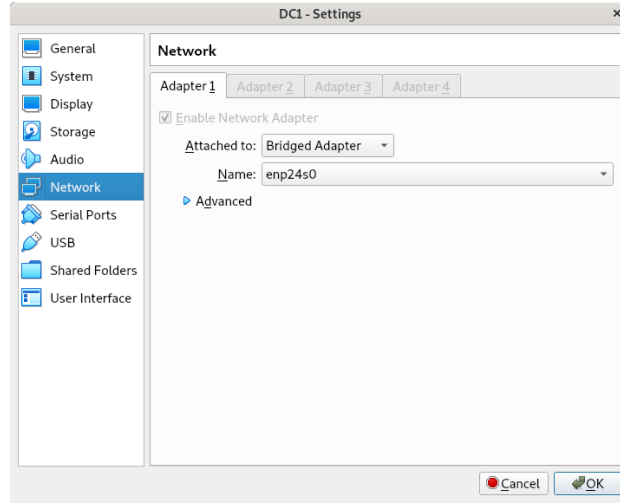 DC1 - Settings
General
System
Display
Storage
Audio
Network
Serial Ports
USB
Shared Folders
User Interface
Network
Adapter 1 Adapter 2 Adapter 3 Adapter 4
Enable Network Adapter
Attached to: Bridged Adapter
Name: enp24s0
Advanced
Cancel OK